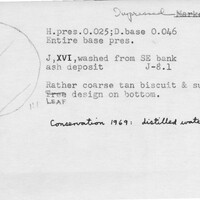 Impressed
H.pres.0.025;D.base 0.046
Entire base pres.
J,XVI,washed from SE bank
ash deposit J-8.1
Rather coarse tan biscuit & su
Tree design on bottom.
LEAF
Conservation 1969: distilled wate